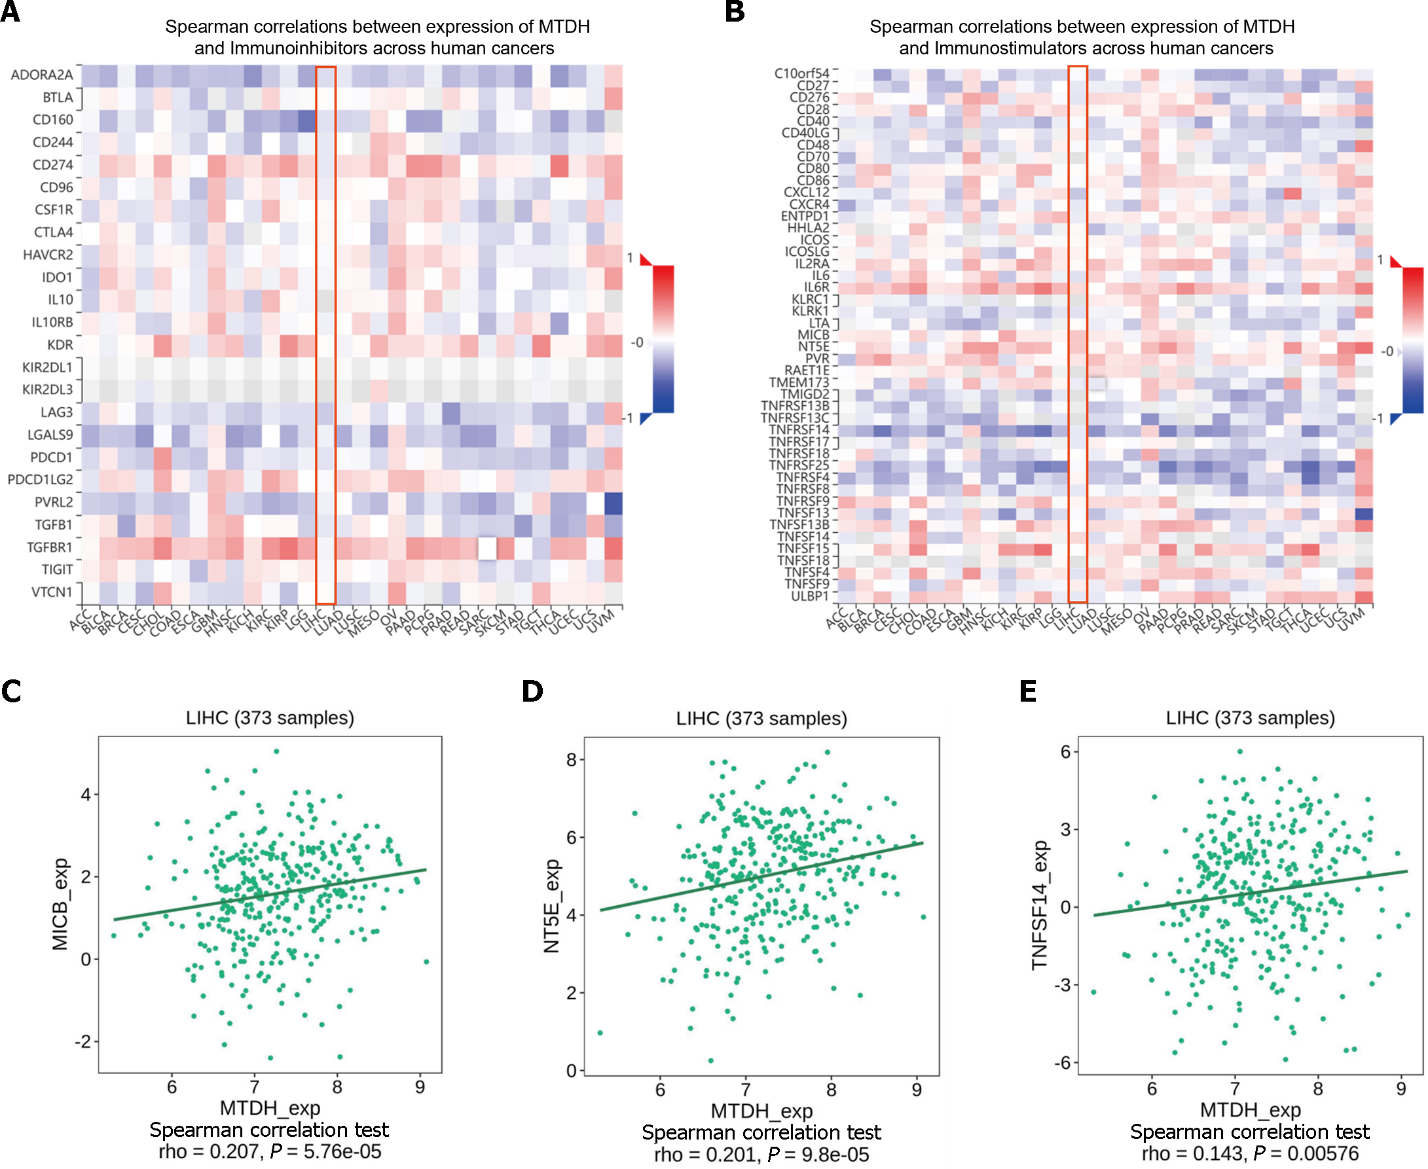 A
Spearman correlations between expression of MTDH
and Immunoinhibitors across human cancers
ADORA2A
BTLA
CD160
CD244
CD274
CD96
CSF1R
CTLA4
HAVCR2
IDO1
IL10
IL10RB
KDR
KIR2DL1
KIR2DL3
LAG3
LGALS9
PDCD1
PDCD1LG2
PVRL2
TGFB1
TGFBR1
TIGIT
VTCN1
ACC
BLCA
BRCA
CESC
CHOL
COAD
ESCA
GBM
HNSC
KICH
KIRC
KIRP
LGG
LIHC
LUAD
LUSC
MESO
OV
PAAD
PCPG
PRAD
READ
SARC
SKCM
STAD
TGCT
THCA
UCEC
UCS
UVM
1
-0
-1
B
Spearman correlations between expression of MTDH
and Immunostimulators across human cancers
C10orf54
CD27
CD276
CD28
CD40
CD40LG
CD48
CD70
CD80
CD86
CXCL12
CXCR4
ENTPD1
HHLA2
ICOS
ICOSLG
IL2RA
IL6
IL6R
KLRC1
KLRK1
LTA
MICB
NT5E
PVR
RAET1E
TMEM173
TMIGD2
TNFRSF13B
TNFRSF13C
TNFRSF14
TNFRSF17
TNFRSF18
TNFRSF25
TNFRSF4
TNFRSF8
TNFRSF9
TNFSF13
TNFSF13B
TNFSF14
TNFSF15
TNFSF18
TNFSF4
TNFSF9
ULBP1
ACC
BLCA
BRCA
CESC
CHOL
COAD
ESCA
GBM
HNSC
KICH
KIRC
KIRP
LGG
LIHC
LUAD
LUSC
MESO
OV
PAAD
PCPG
PRAD
READ
SARC
SKCM
STAD
TGCT
THCA
UCEC
UCS
UVM
1
-0
-1
C
LIHC (373 samples)
MICB_exp
4
2
0
-2
6 7 8 9
MTDH_exp
Spearman correlation test
rho = 0.207, P = 5.76e-05
D
LIHC (373 samples)
NT5E_exp
8
6
4
2
0
6 7 8 9
MTDH_exp
Spearman correlation test
rho = 0.201, P = 9.8e-05
E
LIHC (373 samples)
TNFSF14_exp
6
3
0
-3
-6
6 7 8 9
MTDH_exp
Spearman correlation test
rho = 0.143, P = 0.00576